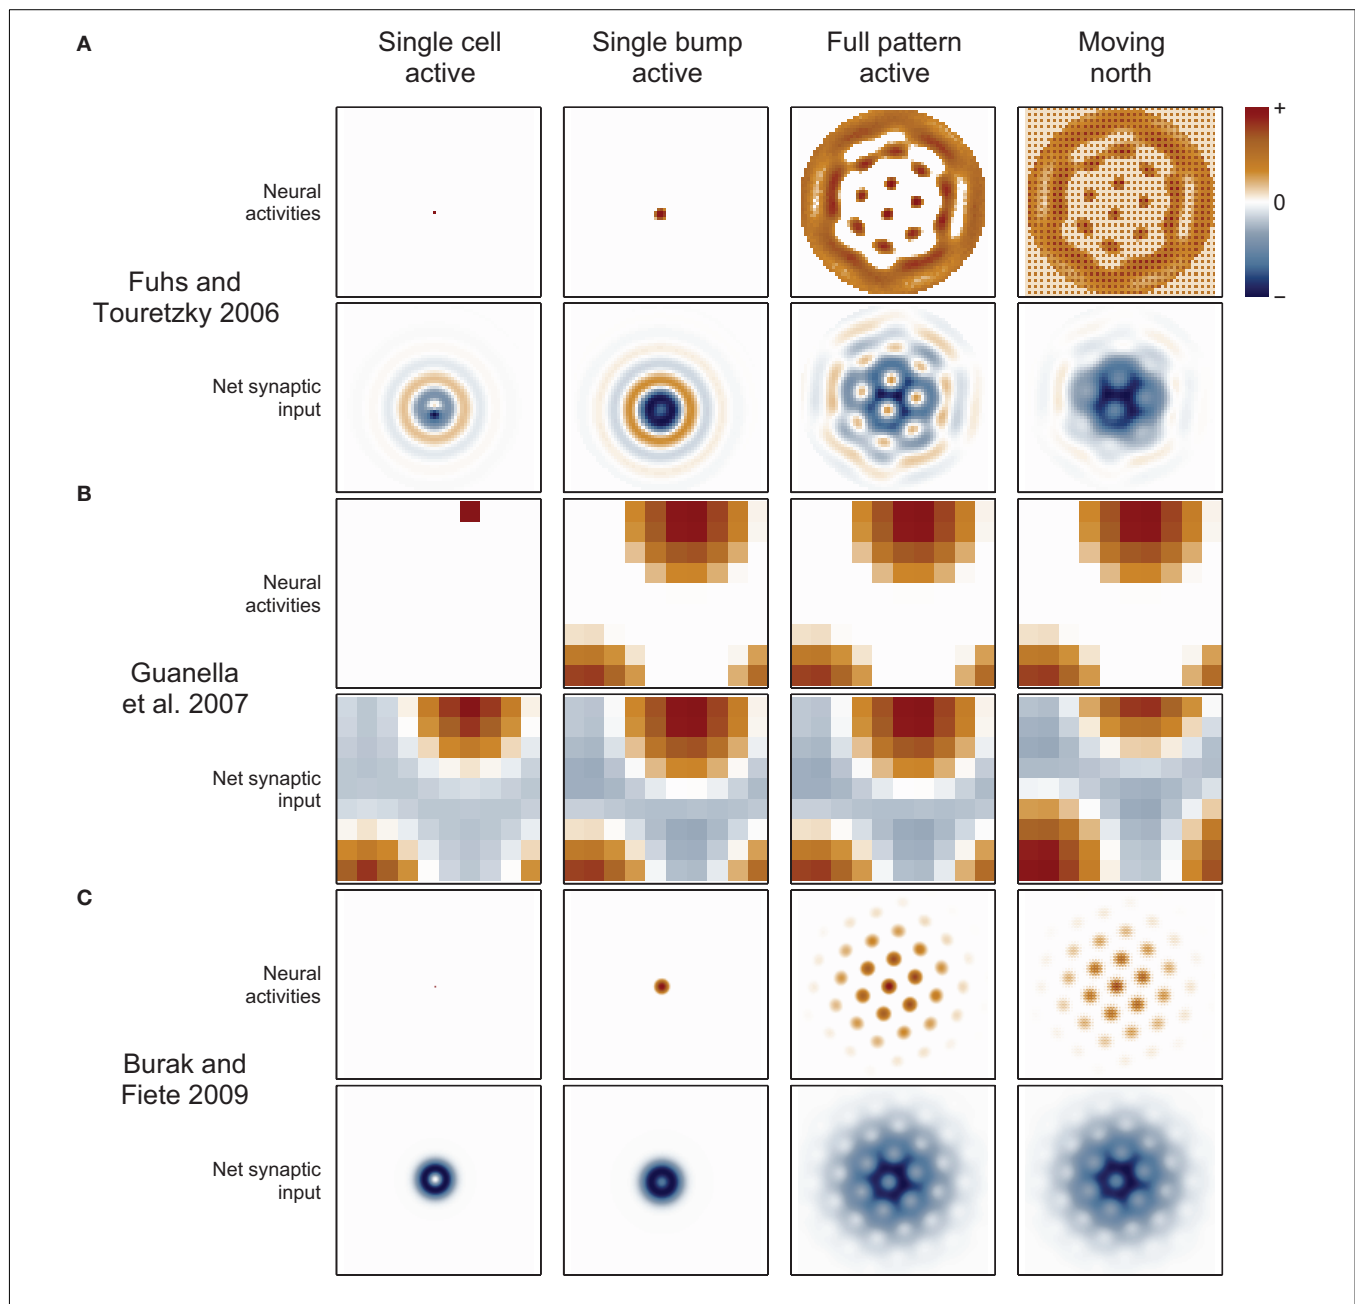 A
Single cell
active
Single bump
active
Full pattern
active
Moving
north
+
0
−
Neural
activities
Fuhs and
Touretzky 2006
Net synaptic
input
B
Neural
activities
Guanella
et al. 2007
Net synaptic
input
C
Neural
activities
Burak and
Fiete 2009
Net synaptic
input